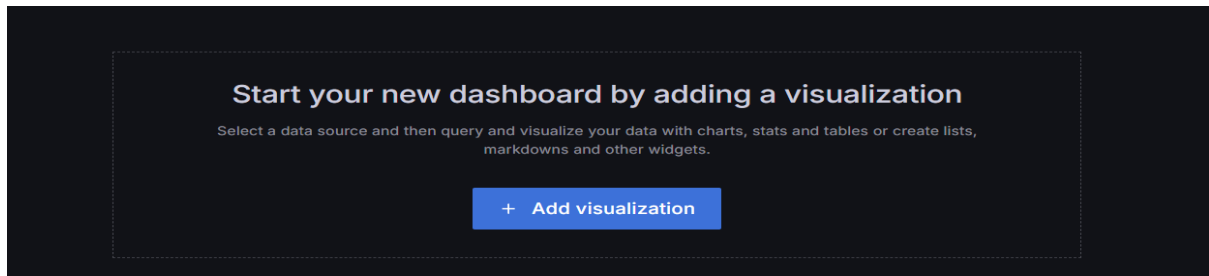 Start your new dashboard by adding a visualization
Select a data source and then query and visualize your data with charts, stats and tables or create lists,
markdowns and other widgets.
+ Add visualization